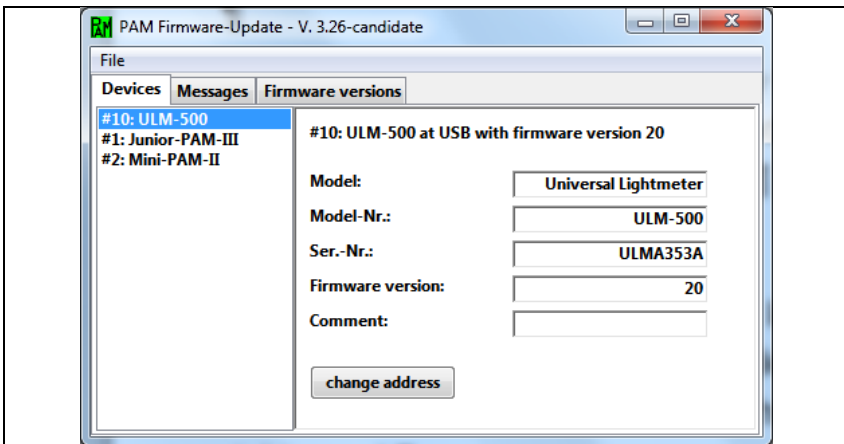 PAM Firmware-Update - V. 3.26-candidate
File
Devices Messages Firmware versions
#10: ULM-500
#1: Junior-PAM-III
#2: Mini-PAM-II
#10: ULM-500 at USB with firmware version 20
Model: Universal Lightmeter
Model-Nr.: ULM-500
Ser.-Nr.: ULMA353A
Firmware version: 20
Comment:
change address